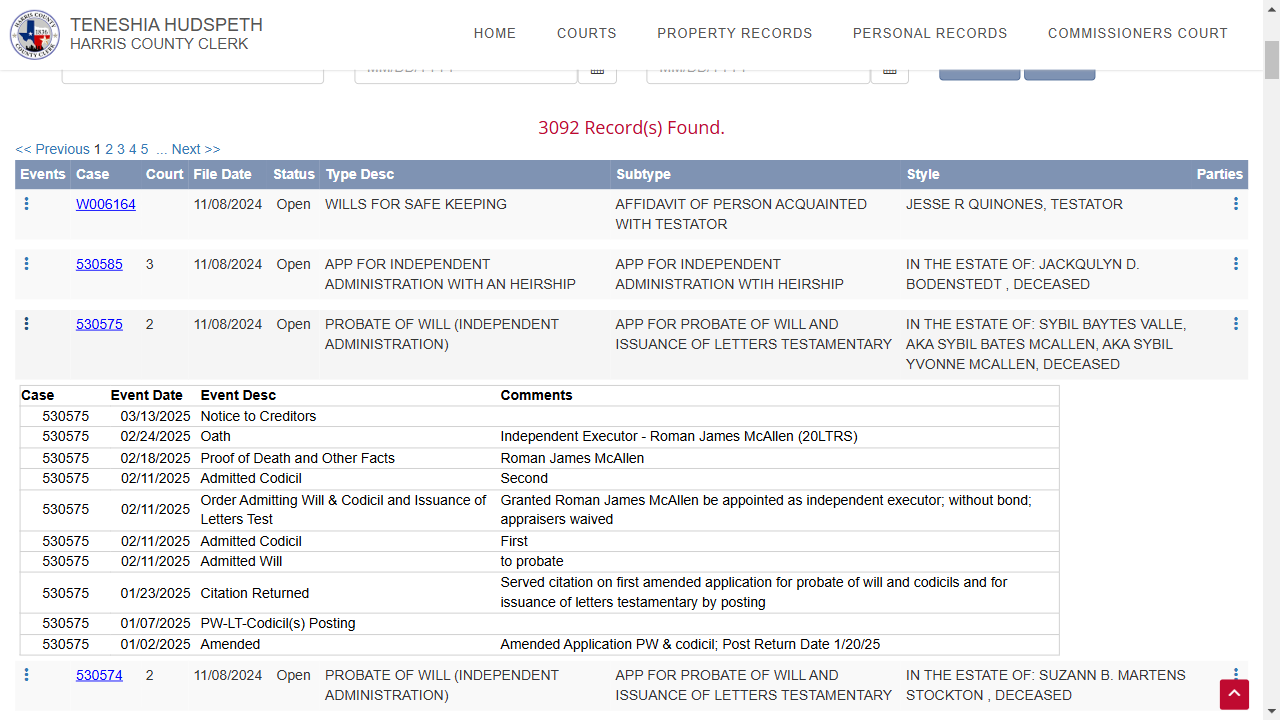 TENESHIA HUDSPETH
HARRIS COUNTY CLERK
HOME COURTS PROPERTY RECORDS PERSONAL RECORDS COMMISSIONERS COURT
3092 Record(s) Found.
<< Previous 1 2 3 4 5 ... Next >>
Events Case Court File Date Status Type Desc Subtype Style Parties
W006164 11/08/2024 Open WILLS FOR SAFE KEEPING AFFIDAVIT OF PERSON ACQUAINTED JESSE R QUINONES, TESTATOR
WITH TESTATOR
530585 3 11/08/2024 Open APP FOR INDEPENDENT APP FOR INDEPENDENT IN THE ESTATE OF: JACKQULYN D.
ADMINISTRATION WITH AN HEIRSHIP ADMINISTRATION WTIH HEIRSHIP BODENSTEDT , DECEASED
530575 2 11/08/2024 Open PROBATE OF WILL (INDEPENDENT APP FOR PROBATE OF WILL AND IN THE ESTATE OF: SYBIL BAYTES VALLE,
ADMINISTRATION) ISSUANCE OF LETTERS TESTAMENTARY AKA SYBIL BATES MCALLEN, AKA SYBIL
YVONNE MCALLEN, DECEASED
Case Event Date Event Desc Comments
530575 03/13/2025 Notice to Creditors
530575 02/24/2025 Oath Independent Executor - Roman James McAllen (20LTRS)
530575 02/18/2025 Proof of Death and Other Facts Roman James McAllen
530575 02/11/2025 Admitted Codicil Second
530575 02/11/2025 Order Admitting Will & Codicil and Issuance of Granted Roman James McAllen be appointed as independent executor; without bond;
Letters Test appraisers waived
530575 02/11/2025 Admitted Codicil First
530575 02/11/2025 Admitted Will to probate
530575 01/23/2025 Citation Returned Served citation on first amended application for probate of will and codicils and for
issuance of letters testamentary by posting
530575 01/07/2025 PW-LT-Codicil(s) Posting
530575 01/02/2025 Amended Amended Application PW & codicil; Post Return Date 1/20/25
530574 2 11/08/2024 Open PROBATE OF WILL (INDEPENDENT APP FOR PROBATE OF WILL AND IN THE ESTATE OF: SUZANN B. MARTENS
ADMINISTRATION) ISSUANCE OF LETTERS TESTAMENTARY STOCKTON , DECEASED